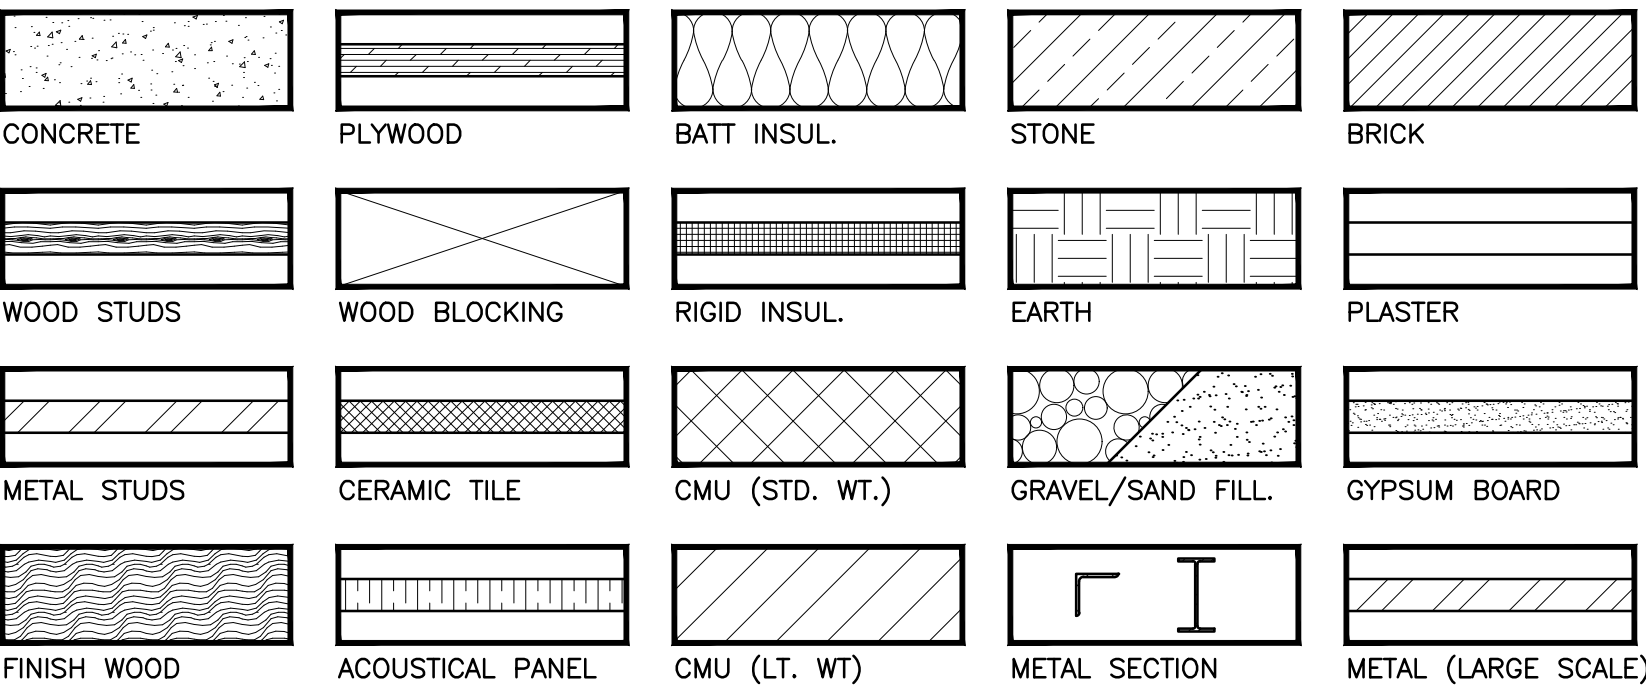 CONCRETE
PLYWOOD
BATT INSUL.
STONE
BRICK
WOOD STUDS
WOOD BLOCKING
RIGID INSUL.
EARTH
PLASTER
METAL STUDS
CERAMIC TILE
CMU (STD. WT.)
GRAVEL/SAND FILL.
GYPSUM BOARD
FINISH WOOD
ACOUSTICAL PANEL
CMU (LT. WT)
METAL SECTION
METAL (LARGE SCALE)